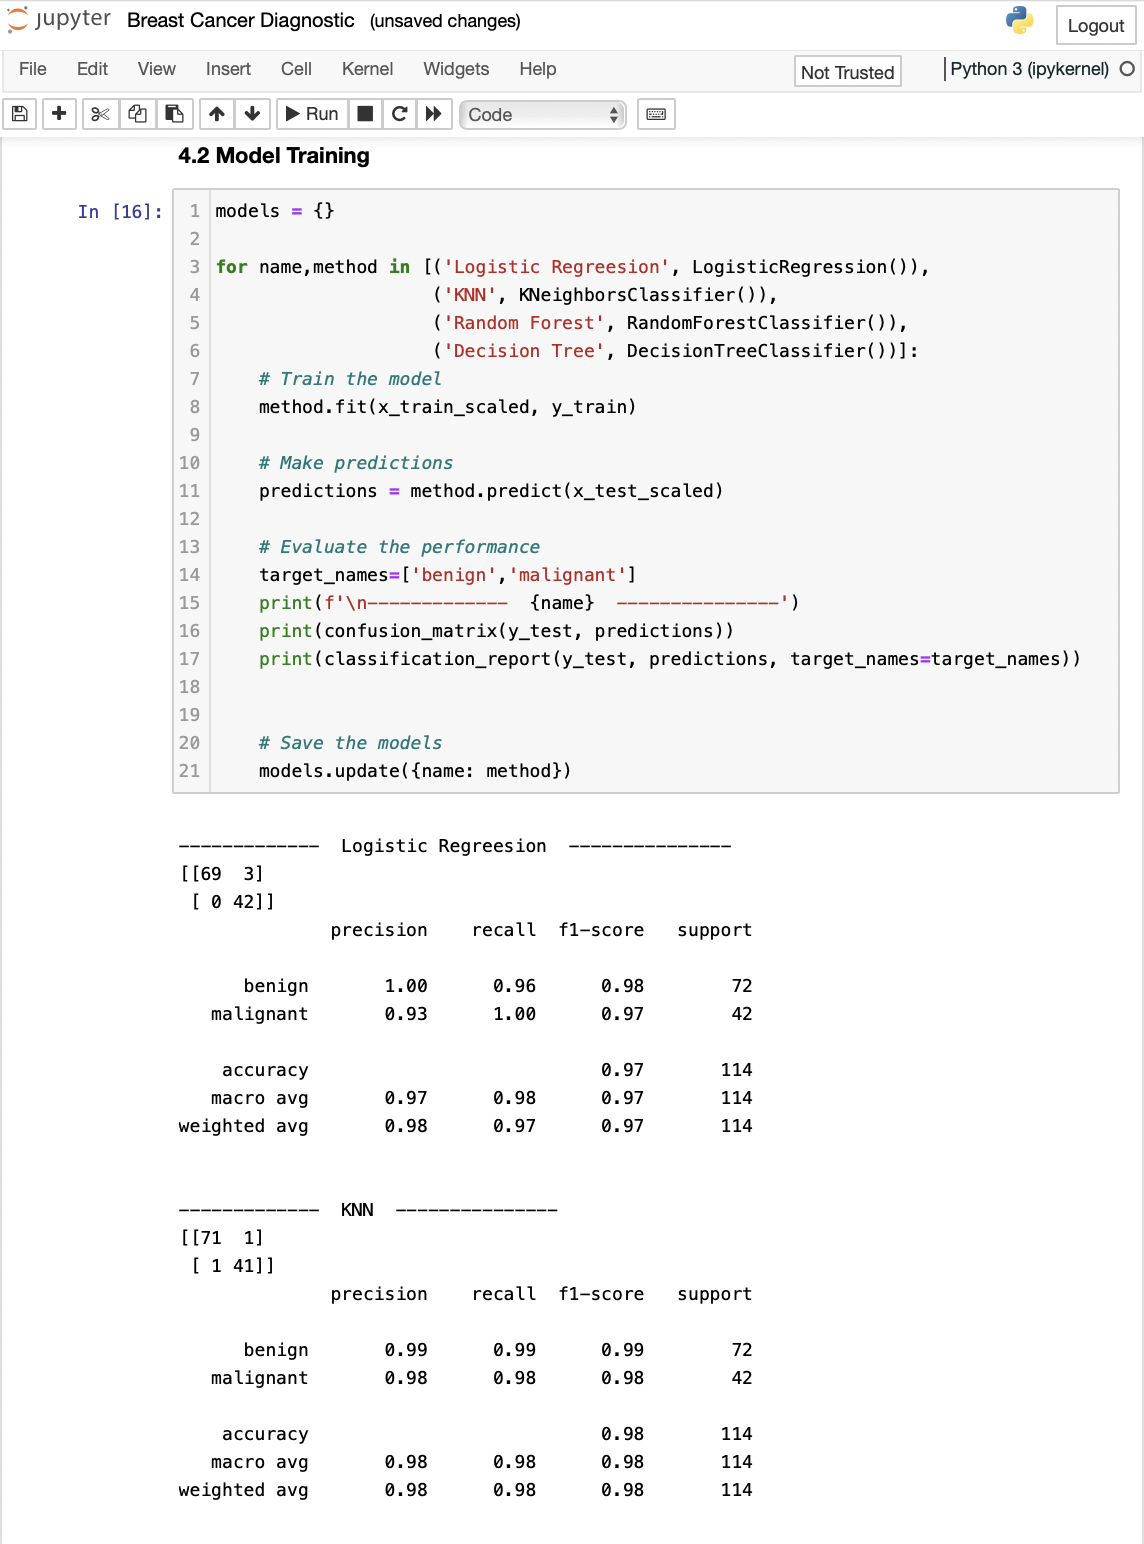 jupyter Breast Cancer Diagnostic (unsaved changes) Logout
File Edit View Insert Cell Kernel Widgets Help Not Trusted Python 3 (ipykernel)
Run Code
4.2 Model Training
In [16]:
1 models = {}
2
3 for name,method in [('Logistic Regreesion', LogisticRegression()),
4                     ('KNN', KNeighborsClassifier()),
5                     ('Random Forest', RandomForestClassifier()),
6                     ('Decision Tree', DecisionTreeClassifier())]:
7     # Train the model
8     method.fit(x_train_scaled, y_train)
9
10     # Make predictions
11     predictions = method.predict(x_test_scaled)
12
13     # Evaluate the performance
14     target_names=['benign','malignant']
15     print(f'\n-------------  {name}  ---------------')
16     print(confusion_matrix(y_test, predictions))
17     print(classification_report(y_test, predictions, target_names=target_names))
18
19
20     # Save the models
21     models.update({name: method})
-------------  Logistic Regreesion  ---------------
[[69  3]
 [ 0 42]]
              precision    recall  f1-score   support
      benign       1.00      0.96      0.98        72
   malignant       0.93      1.00      0.97        42
    accuracy                           0.97       114
   macro avg       0.97      0.98      0.97       114
weighted avg       0.98      0.97      0.97       114
-------------  KNN  ---------------
[[71  1]
 [ 1 41]]
              precision    recall  f1-score   support
      benign       0.99      0.99      0.99        72
   malignant       0.98      0.98      0.98        42
    accuracy                           0.98       114
   macro avg       0.98      0.98      0.98       114
weighted avg       0.98      0.98      0.98       114